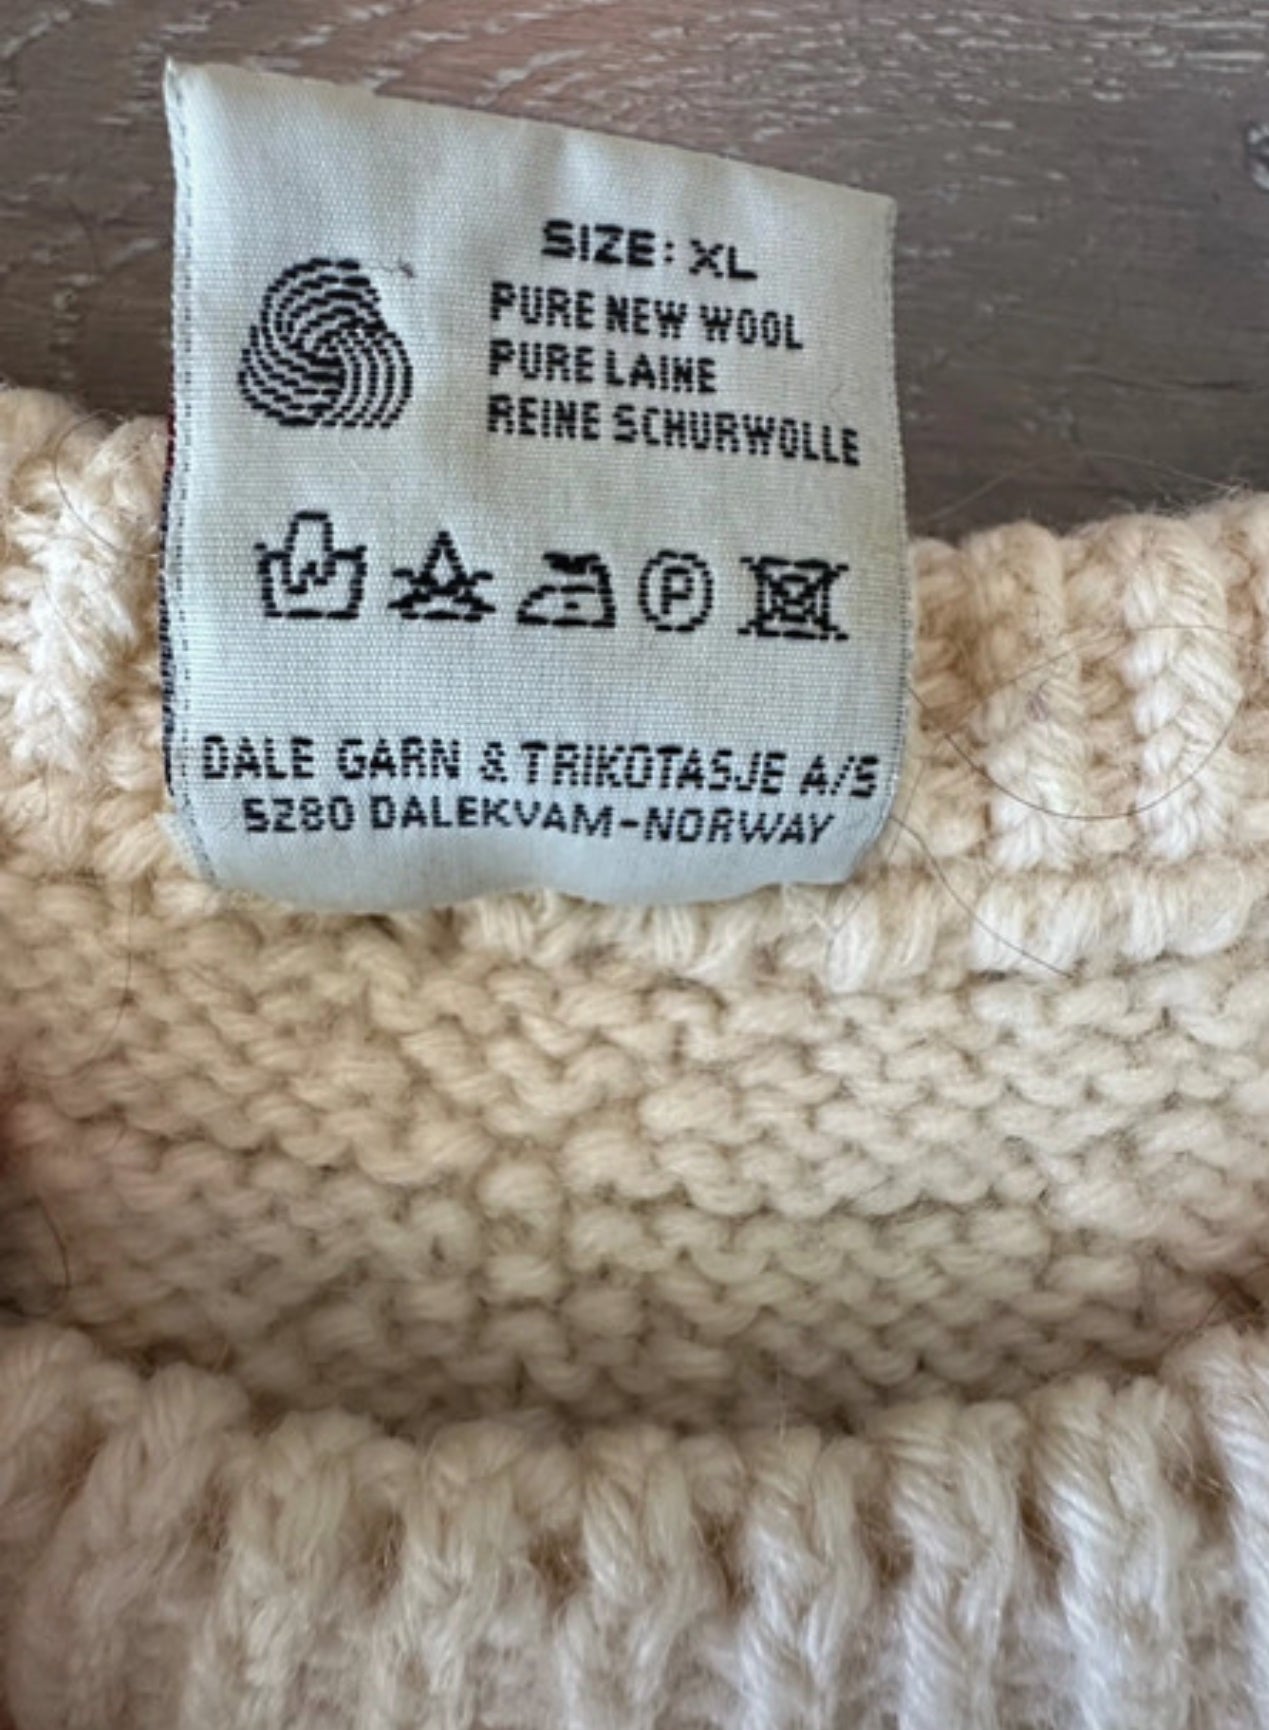 SIZE: XL
PURE NEW WOOL
PURE LAINE
REINE SCHURWOLLE
P
DALE GARN & TRIKOTASJE A/S
5280 DALEKVAM-NORWAY